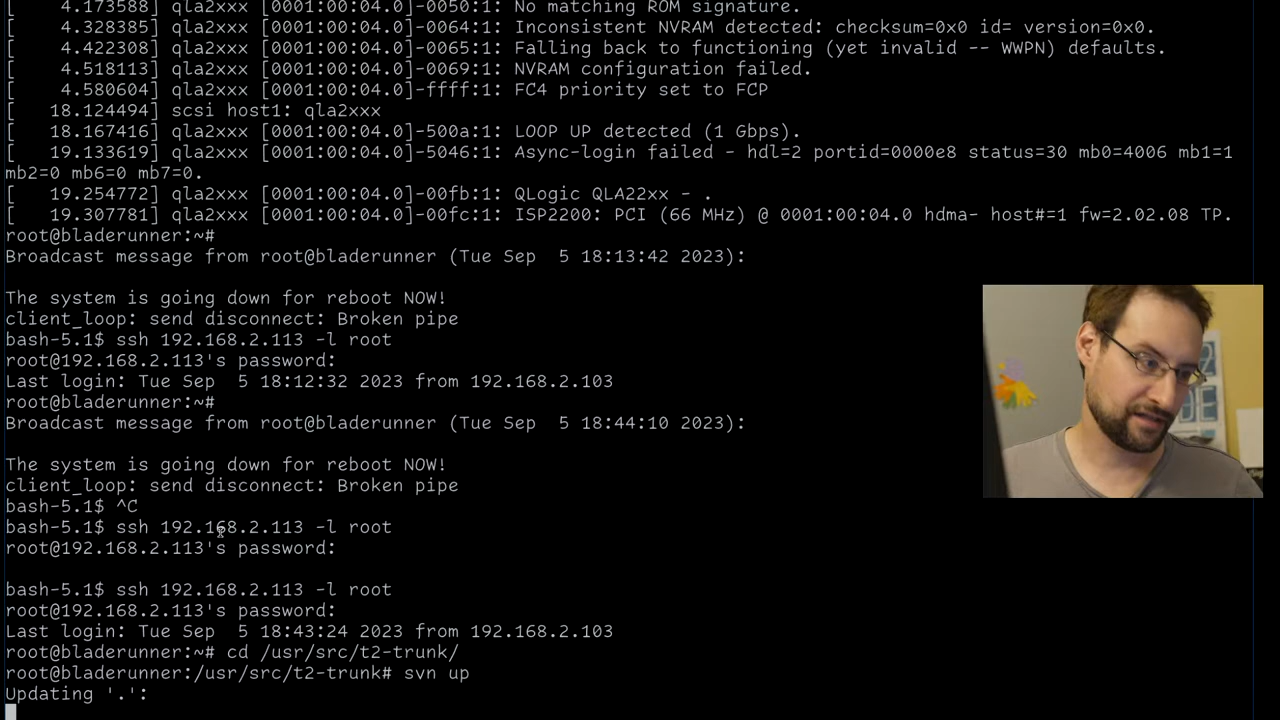 [    4.173588] qla2xxx [0001:00:04.0]-0050:1: No matching ROM signature.
[    4.328385] qla2xxx [0001:00:04.0]-0064:1: Inconsistent NVRAM detected: checksum=0x0 id= version=0x0.
[    4.422308] qla2xxx [0001:00:04.0]-0065:1: Falling back to functioning (yet invalid -- WWPN) defaults.
[    4.518113] qla2xxx [0001:00:04.0]-0069:1: NVRAM configuration failed.
[    4.580604] qla2xxx [0001:00:04.0]-ffff:1: FC4 priority set to FCP
[   18.124494] scsi host1: qla2xxx
[   18.167416] qla2xxx [0001:00:04.0]-500a:1: LOOP UP detected (1 Gbps).
[   19.133619] qla2xxx [0001:00:04.0]-5046:1: Async-login failed - hdl=2 portid=0000e8 status=30 mb0=4006 mb1=1
mb2=0 mb6=0 mb7=0.
[   19.254772] qla2xxx [0001:00:04.0]-00fb:1: QLogic QLA22xx - .
[   19.307781] qla2xxx [0001:00:04.0]-00fc:1: ISP2200: PCI (66 MHz) @ 0001:00:04.0 hdma- host#=1 fw=2.02.08 TP.
root@bladerunner:~#
Broadcast message from root@bladerunner (Tue Sep  5 18:13:42 2023):
The system is going down for reboot NOW!
client_loop: send disconnect: Broken pipe
bash-5.1$ ssh 192.168.2.113 -l root
root@192.168.2.113's password:
Last login: Tue Sep  5 18:12:32 2023 from 192.168.2.103
root@bladerunner:~#
Broadcast message from root@bladerunner (Tue Sep  5 18:44:10 2023):
The system is going down for reboot NOW!
client_loop: send disconnect: Broken pipe
bash-5.1$ ^C
bash-5.1$ ssh 192.168.2.113 -l root
root@192.168.2.113's password:
bash-5.1$ ssh 192.168.2.113 -l root
root@192.168.2.113's password:
Last login: Tue Sep  5 18:43:24 2023 from 192.168.2.103
root@bladerunner:~# cd /usr/src/t2-trunk/
root@bladerunner:/usr/src/t2-trunk# svn up
Updating '.':